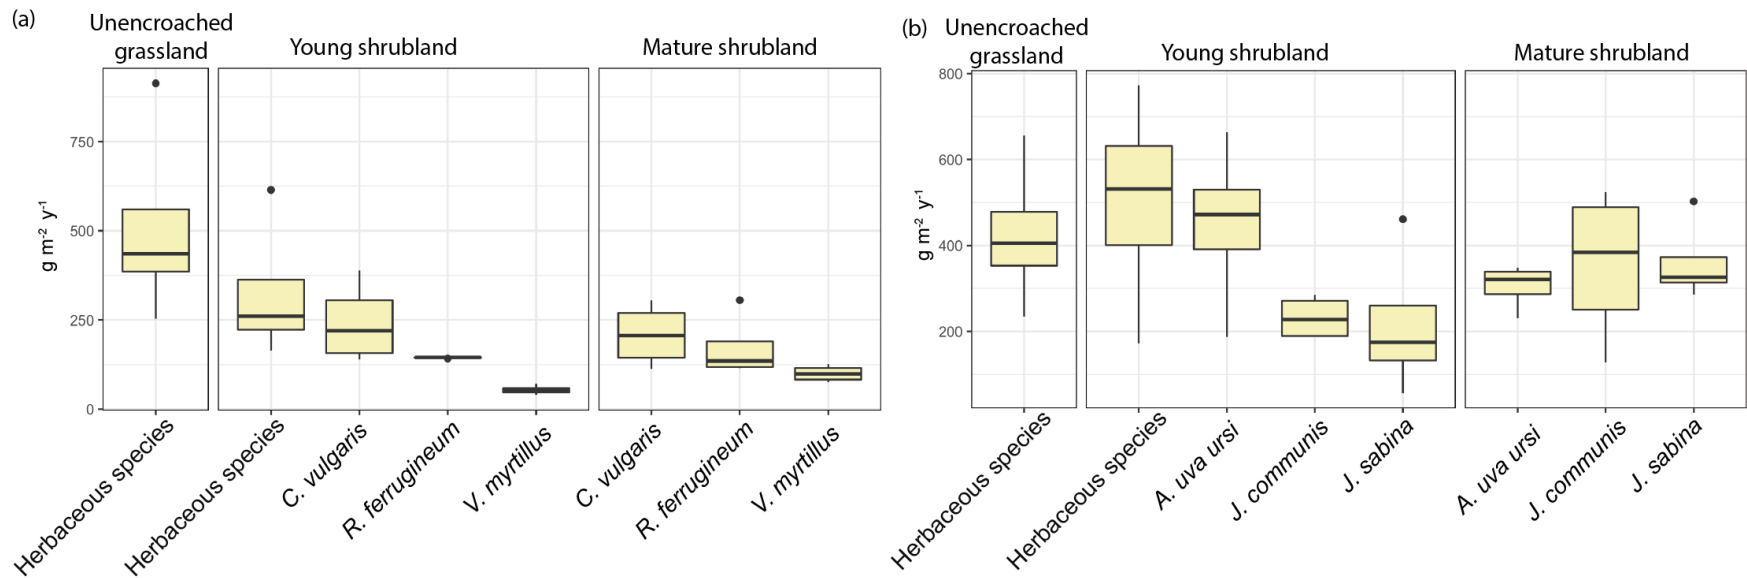 (a)
Unencroached
grassland
Young shrubland
Mature shrubland
g m⁻² y⁻¹
750
500
250
0
Herbaceous species
Herbaceous species
C. vulgaris
R. ferrugineum
V. myrtillus
C. vulgaris
R. ferrugineum
V. myrtillus
(b)
Unencroached
grassland
Young shrubland
Mature shrubland
g m⁻² y⁻¹
800
600
400
200
Herbaceous species
Herbaceous species
A. uva ursi
J. communis
J. sabina
A. uva ursi
J. communis
J. sabina